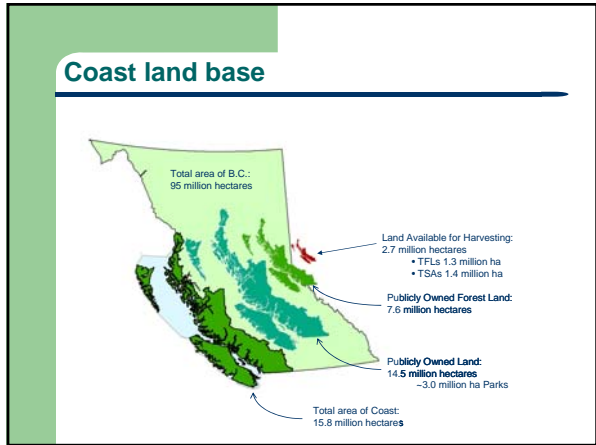 Coast land base
Total area of B.C.:
95 million hectares
Land Available for Harvesting:
2.7 million hectares
• TFLs 1.3 million ha
• TSAs 1.4 million ha
Publicly Owned Forest Land:
7.6 million hectares
Publicly Owned Land:
14.5 million hectares
~3.0 million ha Parks
Total area of Coast:
15.8 million hectares